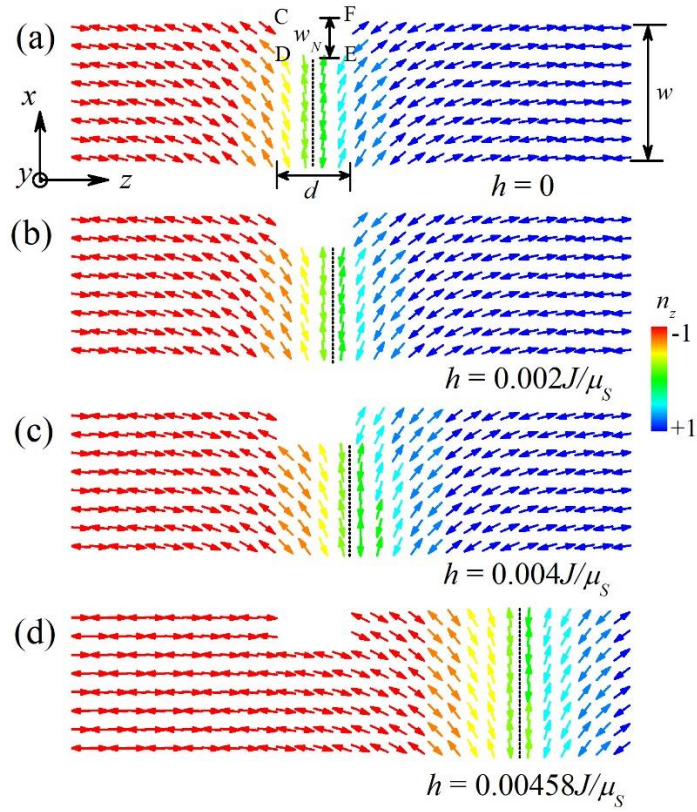 (a)
C
F
w_N
D
E
w
x
y
z
d
h = 0
(b)
n_z
-1
+1
h = 0.002J/μ_S
(c)
h = 0.004J/μ_S
(d)
h = 0.00458J/μ_S